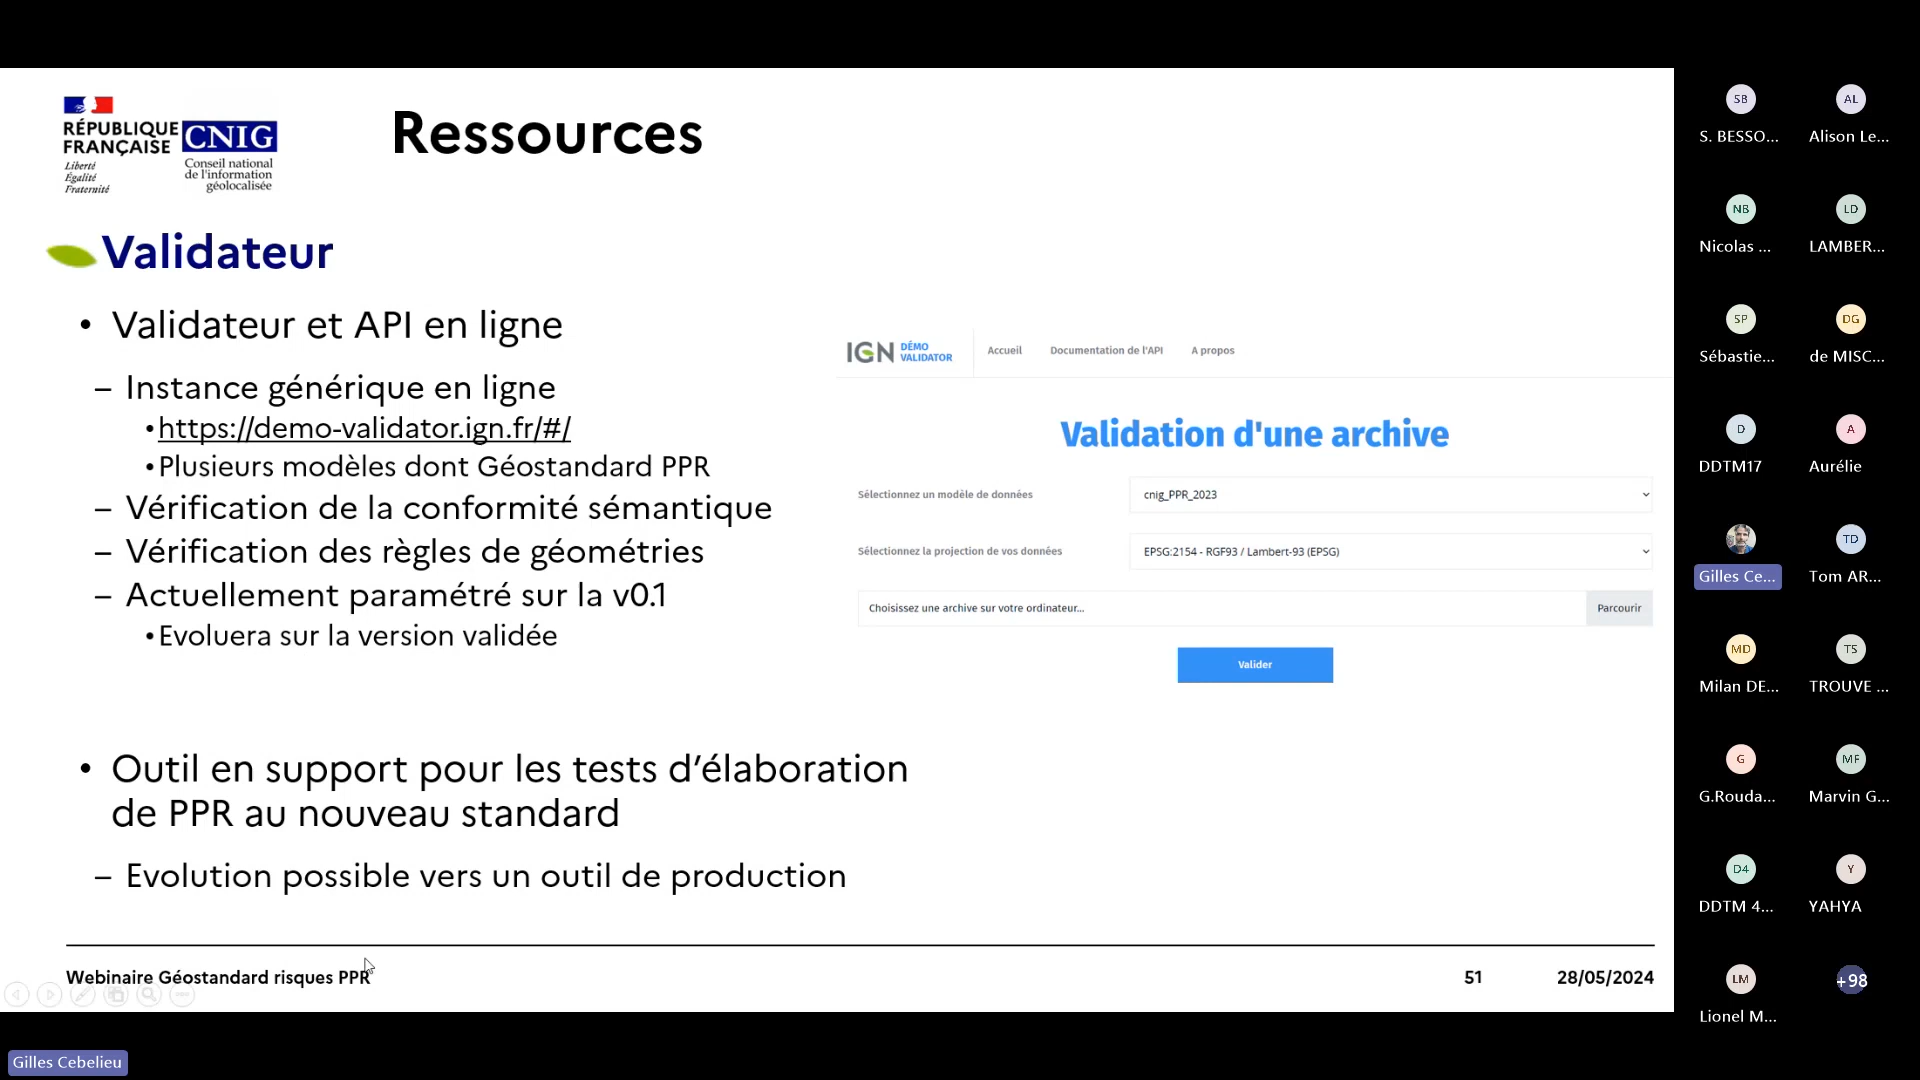 RÉPUBLIQUE
FRANÇAISE
Liberté
Égalité
Fraternité
CNIG
Conseil national
de l'information
géolocalisée
Ressources
Validateur
• Validateur et API en ligne
– Instance générique en ligne
• https://demo-validator.ign.fr/#/
• Plusieurs modèles dont Géostandard PPR
– Vérification de la conformité sémantique
– Vérification des règles de géométries
– Actuellement paramétré sur la v0.1
• Evoluera sur la version validée
• Outil en support pour les tests d’élaboration
de PPR au nouveau standard
– Evolution possible vers un outil de production
IGN DÉMO
VALIDATOR
Accueil Documentation de l'API A propos
Validation d'une archive
Sélectionnez un modèle de données cnig_PPR_2023
Sélectionnez la projection de vos données EPSG:2154 - RGF93 / Lambert-93 (EPSG)
Choisissez une archive sur votre ordinateur... Parcourir
Valider
Webinaire Géostandard risques PPR 51 28/05/2024
SB AL
S. BESSO... Alison Le...
NB LD
Nicolas ... LAMBER...
SP DG
Sébastie... de MISC...
D A
DDTM17 Aurélie
TD
Gilles Ce... Tom AR...
MD TS
Milan DE... TROUVE ...
G MF
G.Rouda... Marvin G...
D4 Y
DDTM 4... YAHYA
LM +98
Lionel M...
Gilles Cebelieu